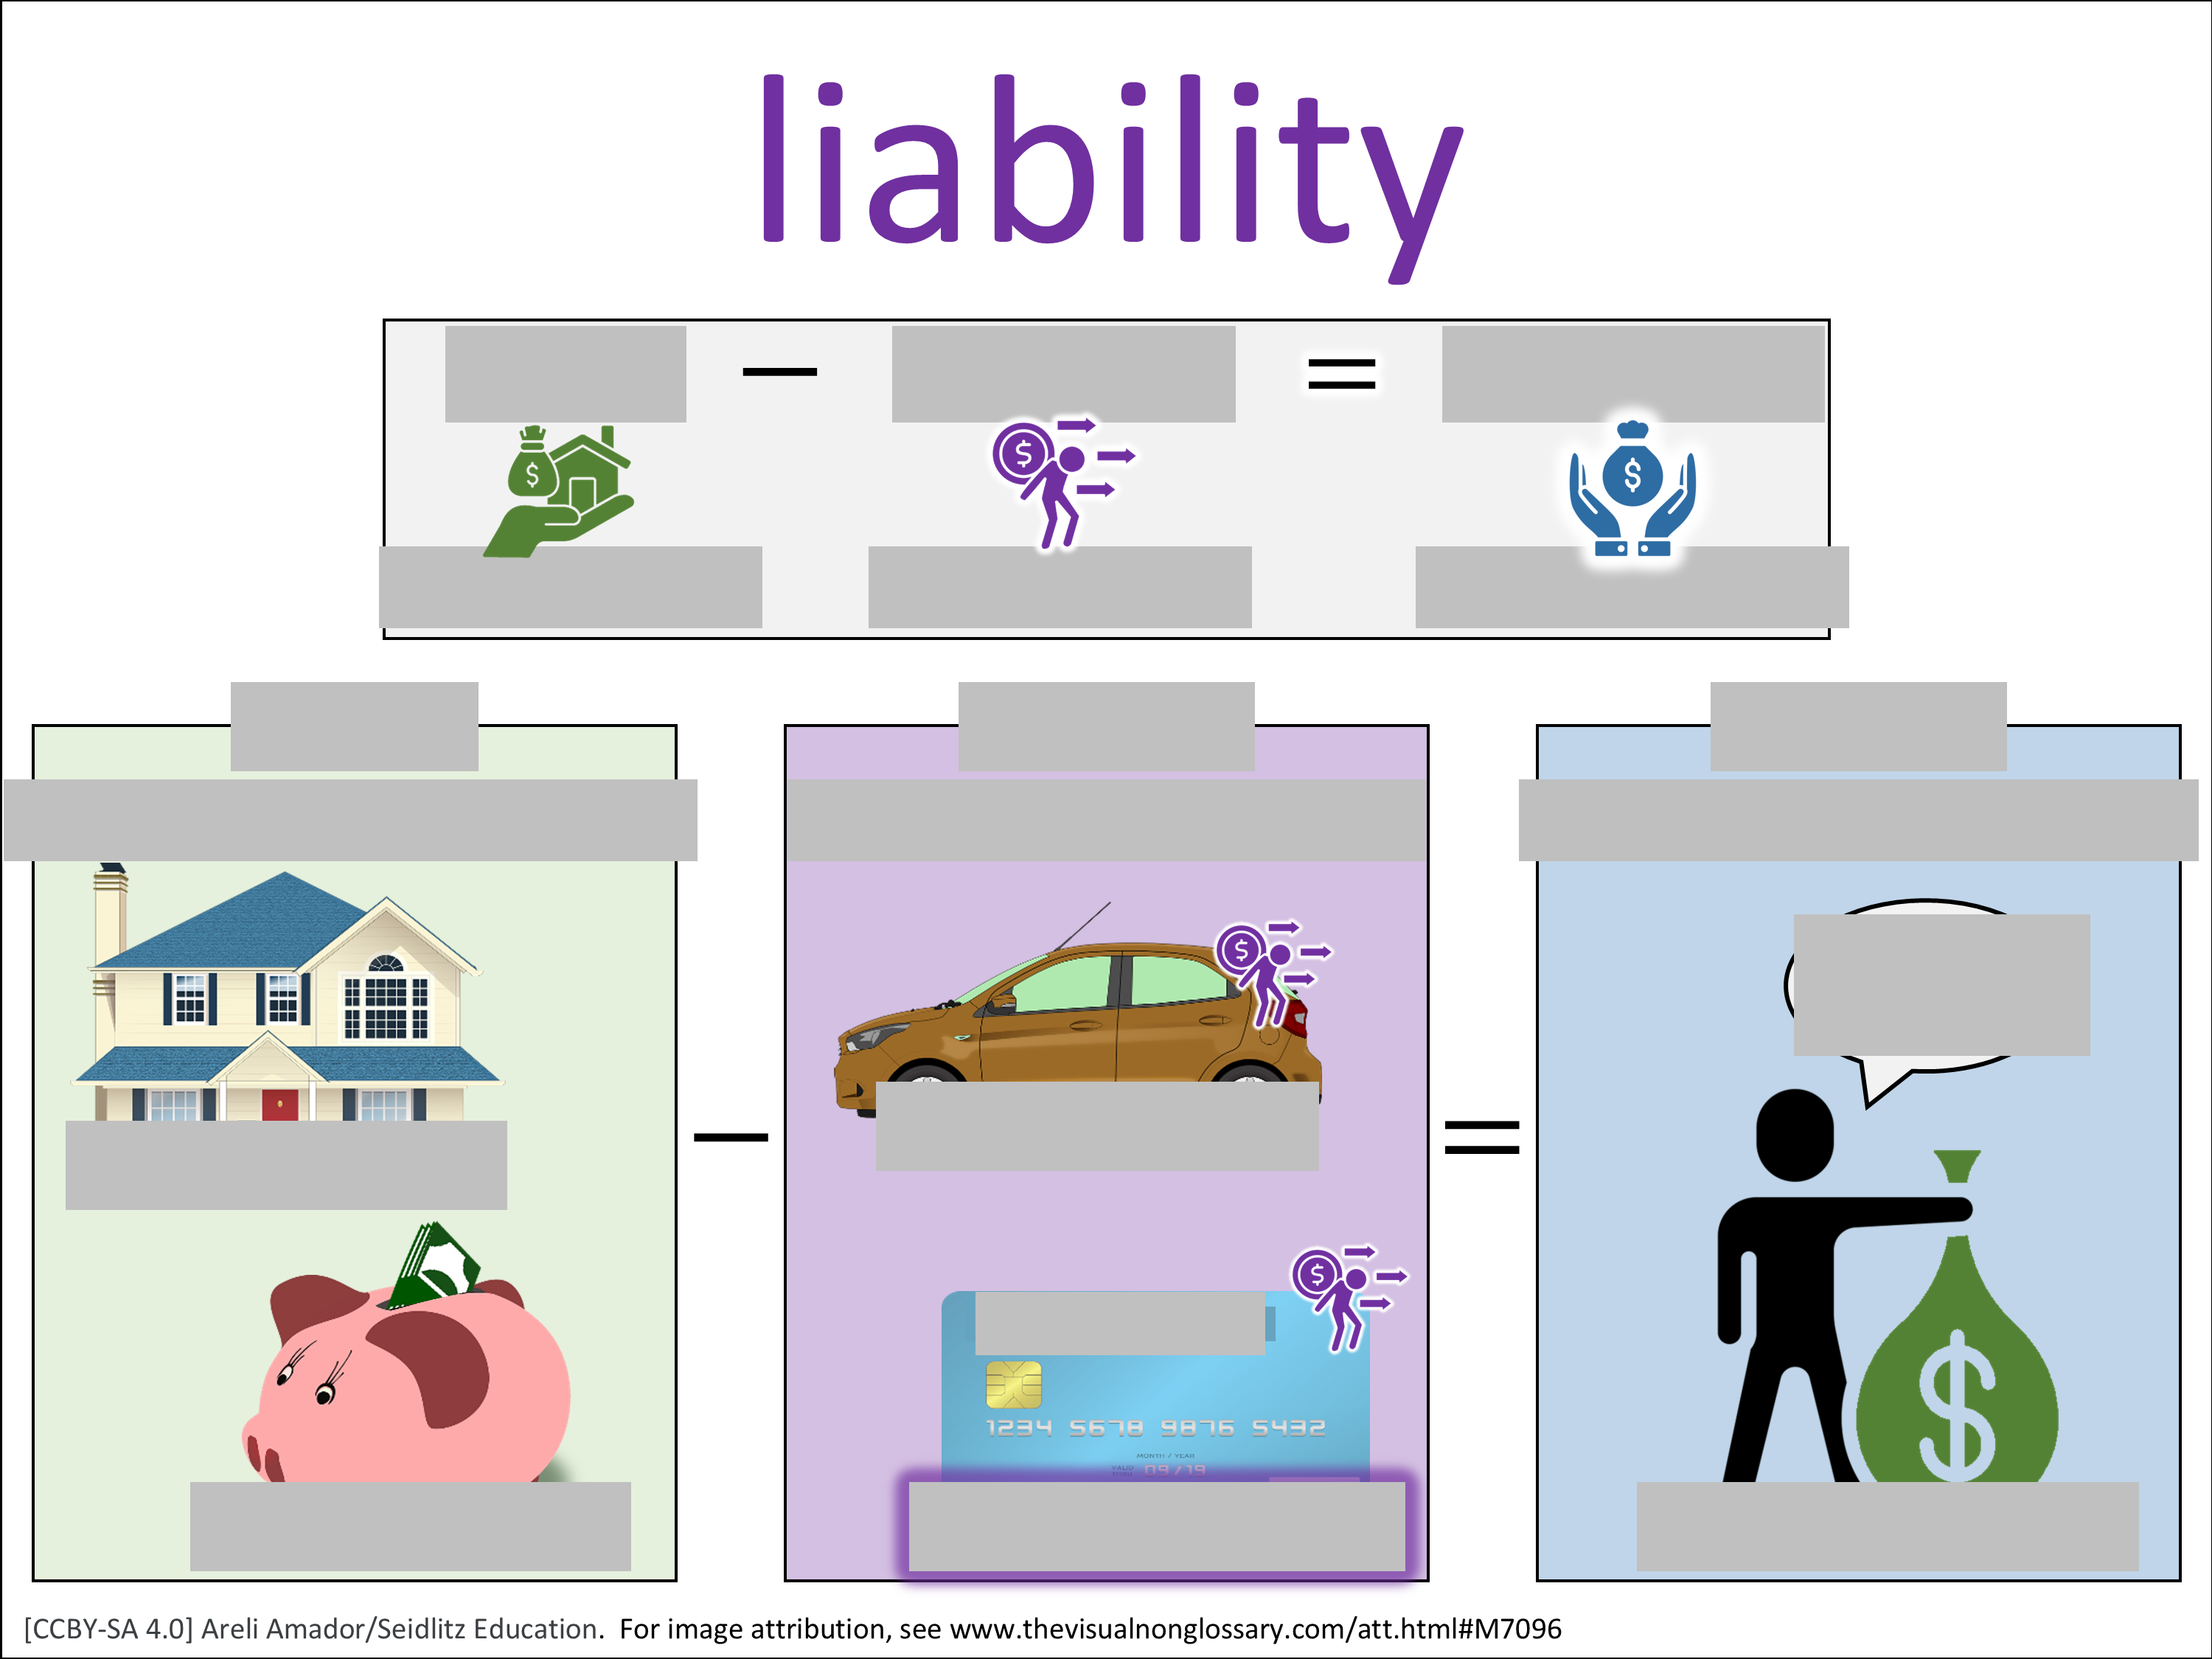 liability
— =
$ $ $
$
— =
$
1234 5678 9876 5432
MONTH / YEAR
VALID THRU 09/19
$
[CCBY-SA 4.0] Areli Amador/Seidlitz Education. For image attribution, see www.thevisualnonglossary.com/att.html#M7096